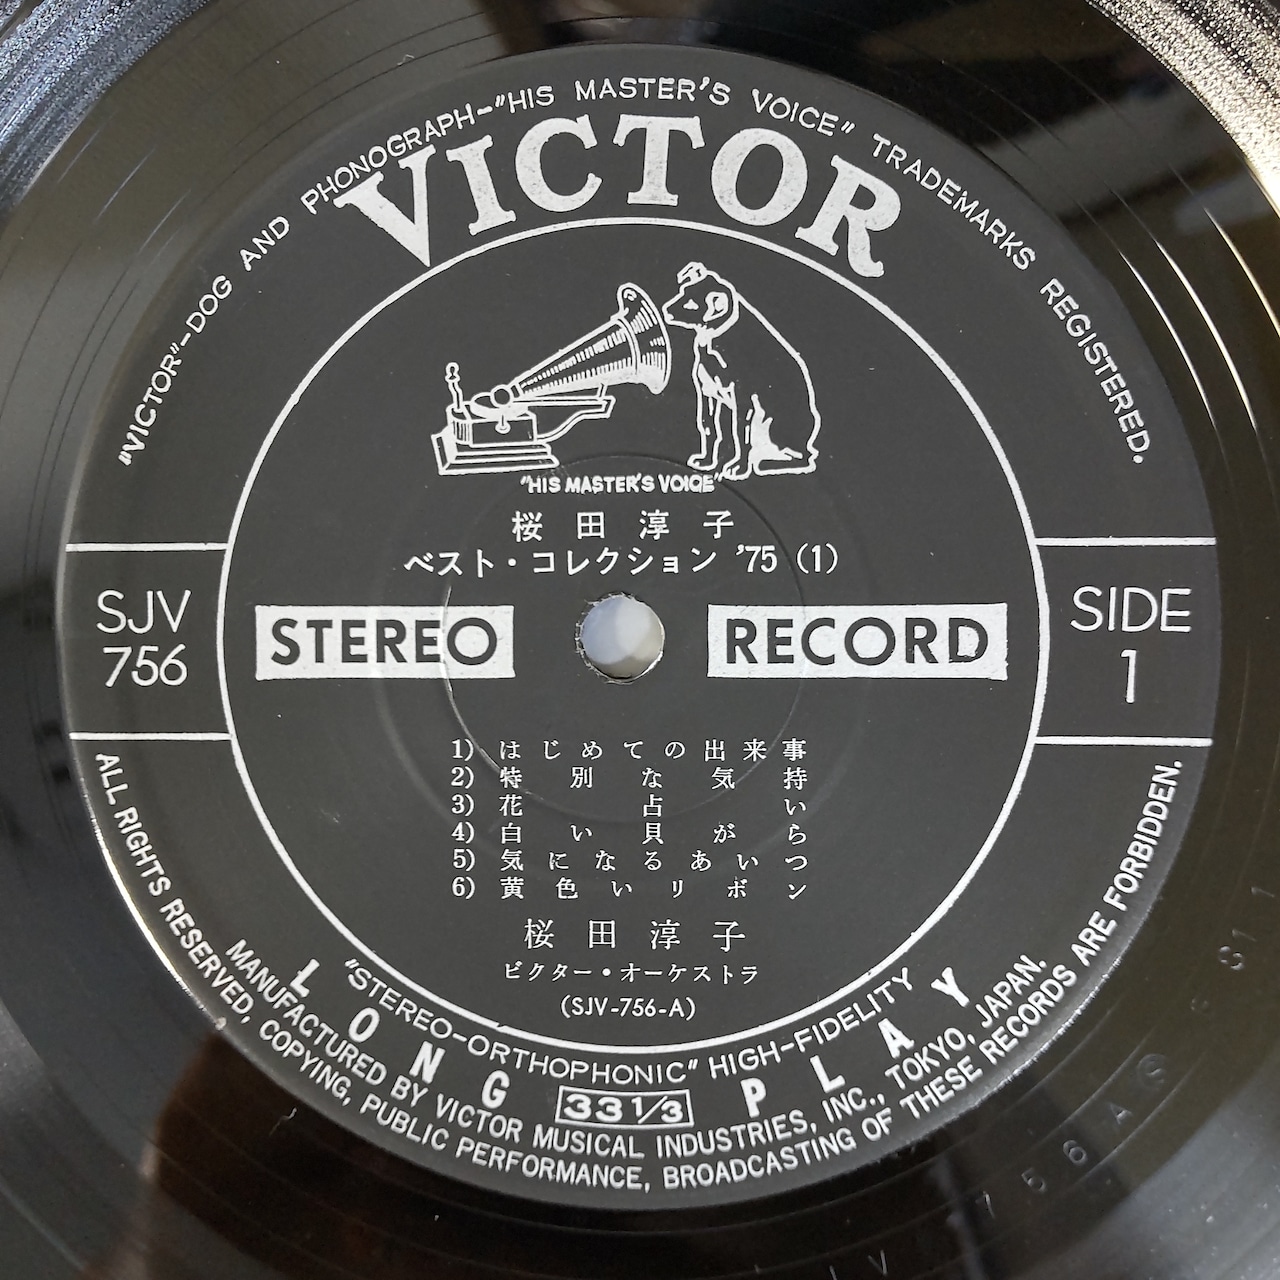 "VICTOR"-DOG AND PHONOGRAPH-"HIS MASTER'S VOICE" TRADEMARKS REGISTERED.
VICTOR
"HIS MASTER'S VOICE"
桜田淳子
ベスト・コレクション '75 (1)
SJV
756
STEREO
RECORD
SIDE
1
1) はじめての出来事
2) 特別な気持
3) 花占い
4) 白い貝がら
5) 気になるあいつ
6) 黄色いリボン
桜田淳子
ビクター・オーケストラ
(SJV-756-A)
"STEREO-ORTHOPHONIC" HIGH-FIDELITY
LONG 33 1/3 PLAY
MANUFACTURED BY VICTOR MUSICAL INDUSTRIES, INC., TOKYO, JAPAN.
ALL RIGHTS RESERVED, COPYING, PUBLIC PERFORMANCE, BROADCASTING OF THESE RECORDS ARE FORBIDDEN.